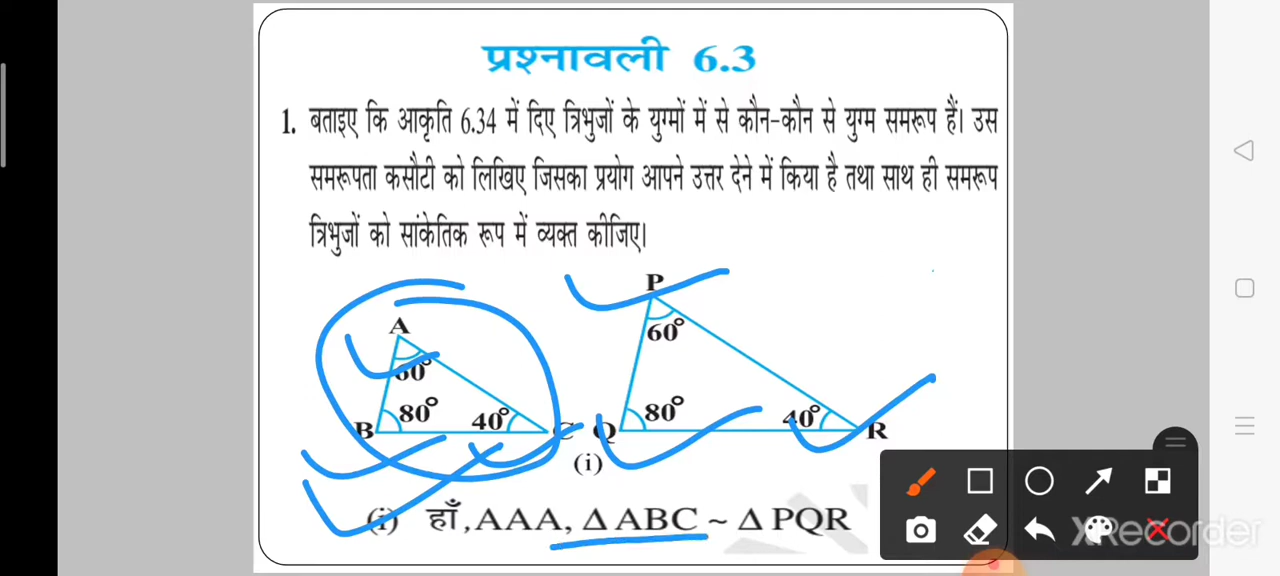 प्रश्नावली 6.3
1. बताइए कि आकृति 6.34 में दिए त्रिभुजों के युग्मों में से कौन-कौन से युग्म समरूप हैं। उस
समरूपता कसौटी को लिखिए जिसका प्रयोग आपने उत्तर देने में किया है तथा साथ ही समरूप
त्रिभुजों को सांकेतिक रूप में व्यक्त कीजिए।
P
60°
A
60°
80°
40°
B
C
80°
40°
Q
R
(i)
(i) हाँ, AAA, Δ ABC ~ Δ PQR
XRecorder